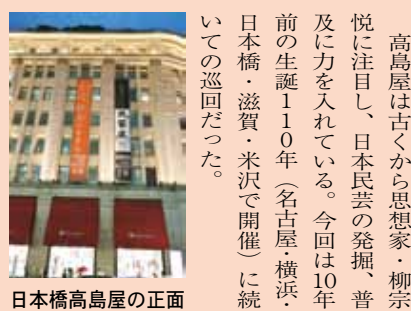 高島屋は古くから思想家・柳宗
悦に注目し、日本民芸の発掘、普
及に力を入れている。今回は10年
前の生誕110年（名古屋・横浜・
日本橋・滋賀・米沢で開催）に続
いての巡回だった。
日本橋高島屋の正面